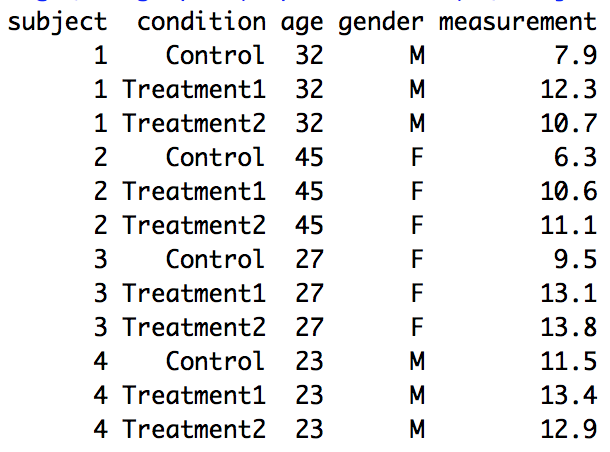 subject condition age gender measurement
1 Control 32 M 7.9
1 Treatment1 32 M 12.3
1 Treatment2 32 M 10.7
2 Control 45 F 6.3
2 Treatment1 45 F 10.6
2 Treatment2 45 F 11.1
3 Control 27 F 9.5
3 Treatment1 27 F 13.1
3 Treatment2 27 F 13.8
4 Control 23 M 11.5
4 Treatment1 23 M 13.4
4 Treatment2 23 M 12.9